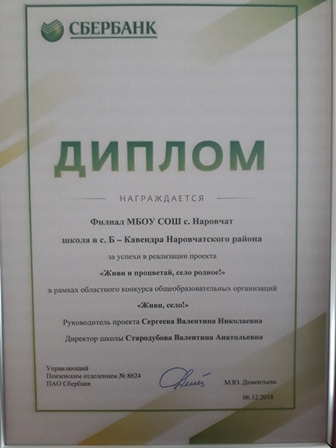 СБЕРБАНК
ДИПЛОМ
НАГРАЖДАЕТСЯ
Филиал МБОУ СОШ с. Наровчат
школа в с. Б – Кавендра Наровчатского района
за успехи в реализации проекта
«Живи и процветай, село родное!»
в рамках областного конкурса общеобразовательных организаций
«Живи, село!»
Руководитель проекта Сергеева Валентина Николаевна
Директор школы Стародубова Валентина Анатольевна
Управляющий
Пензенским отделением № 8624
ПАО Сбербанк
М.Ю. Дементьева
06.12.2018